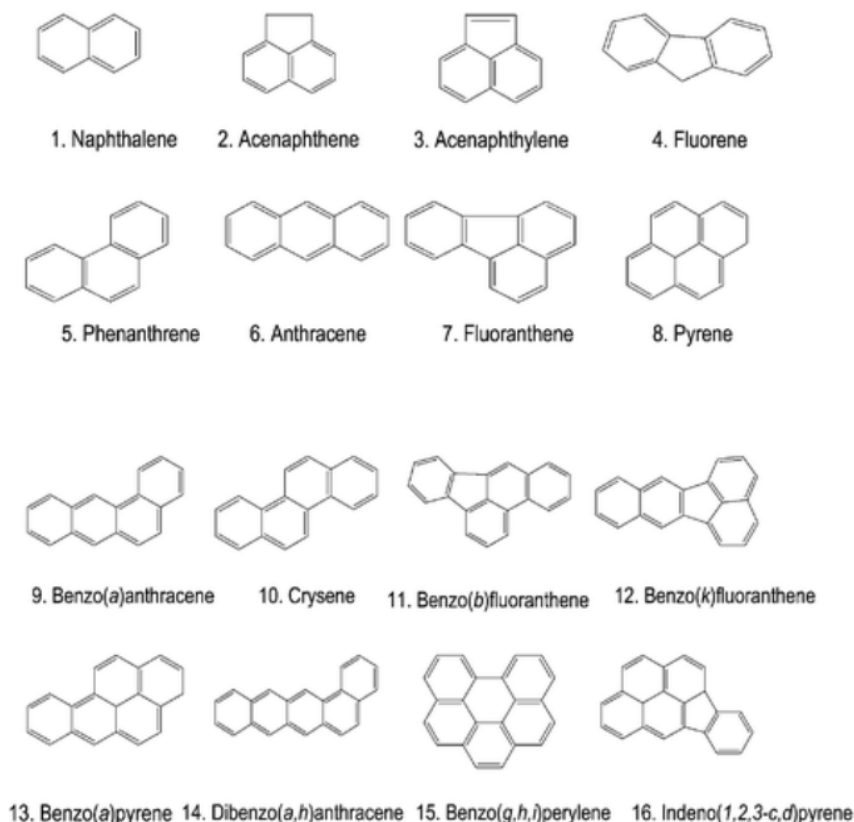 1. Naphthalene 2. Acenaphthene 3. Acenaphthylene 4. Fluorene
5. Phenanthrene 6. Anthracene 7. Fluoranthene 8. Pyrene
9. Benzo(a)anthracene 10. Crysene 11. Benzo(b)fluoranthene 12. Benzo(k)fluoranthene
13. Benzo(a)pyrene 14. Dibenzo(a,h)anthracene 15. Benzo(g,h,i)perylene 16. Indeno(1,2,3-c,d)pyrene